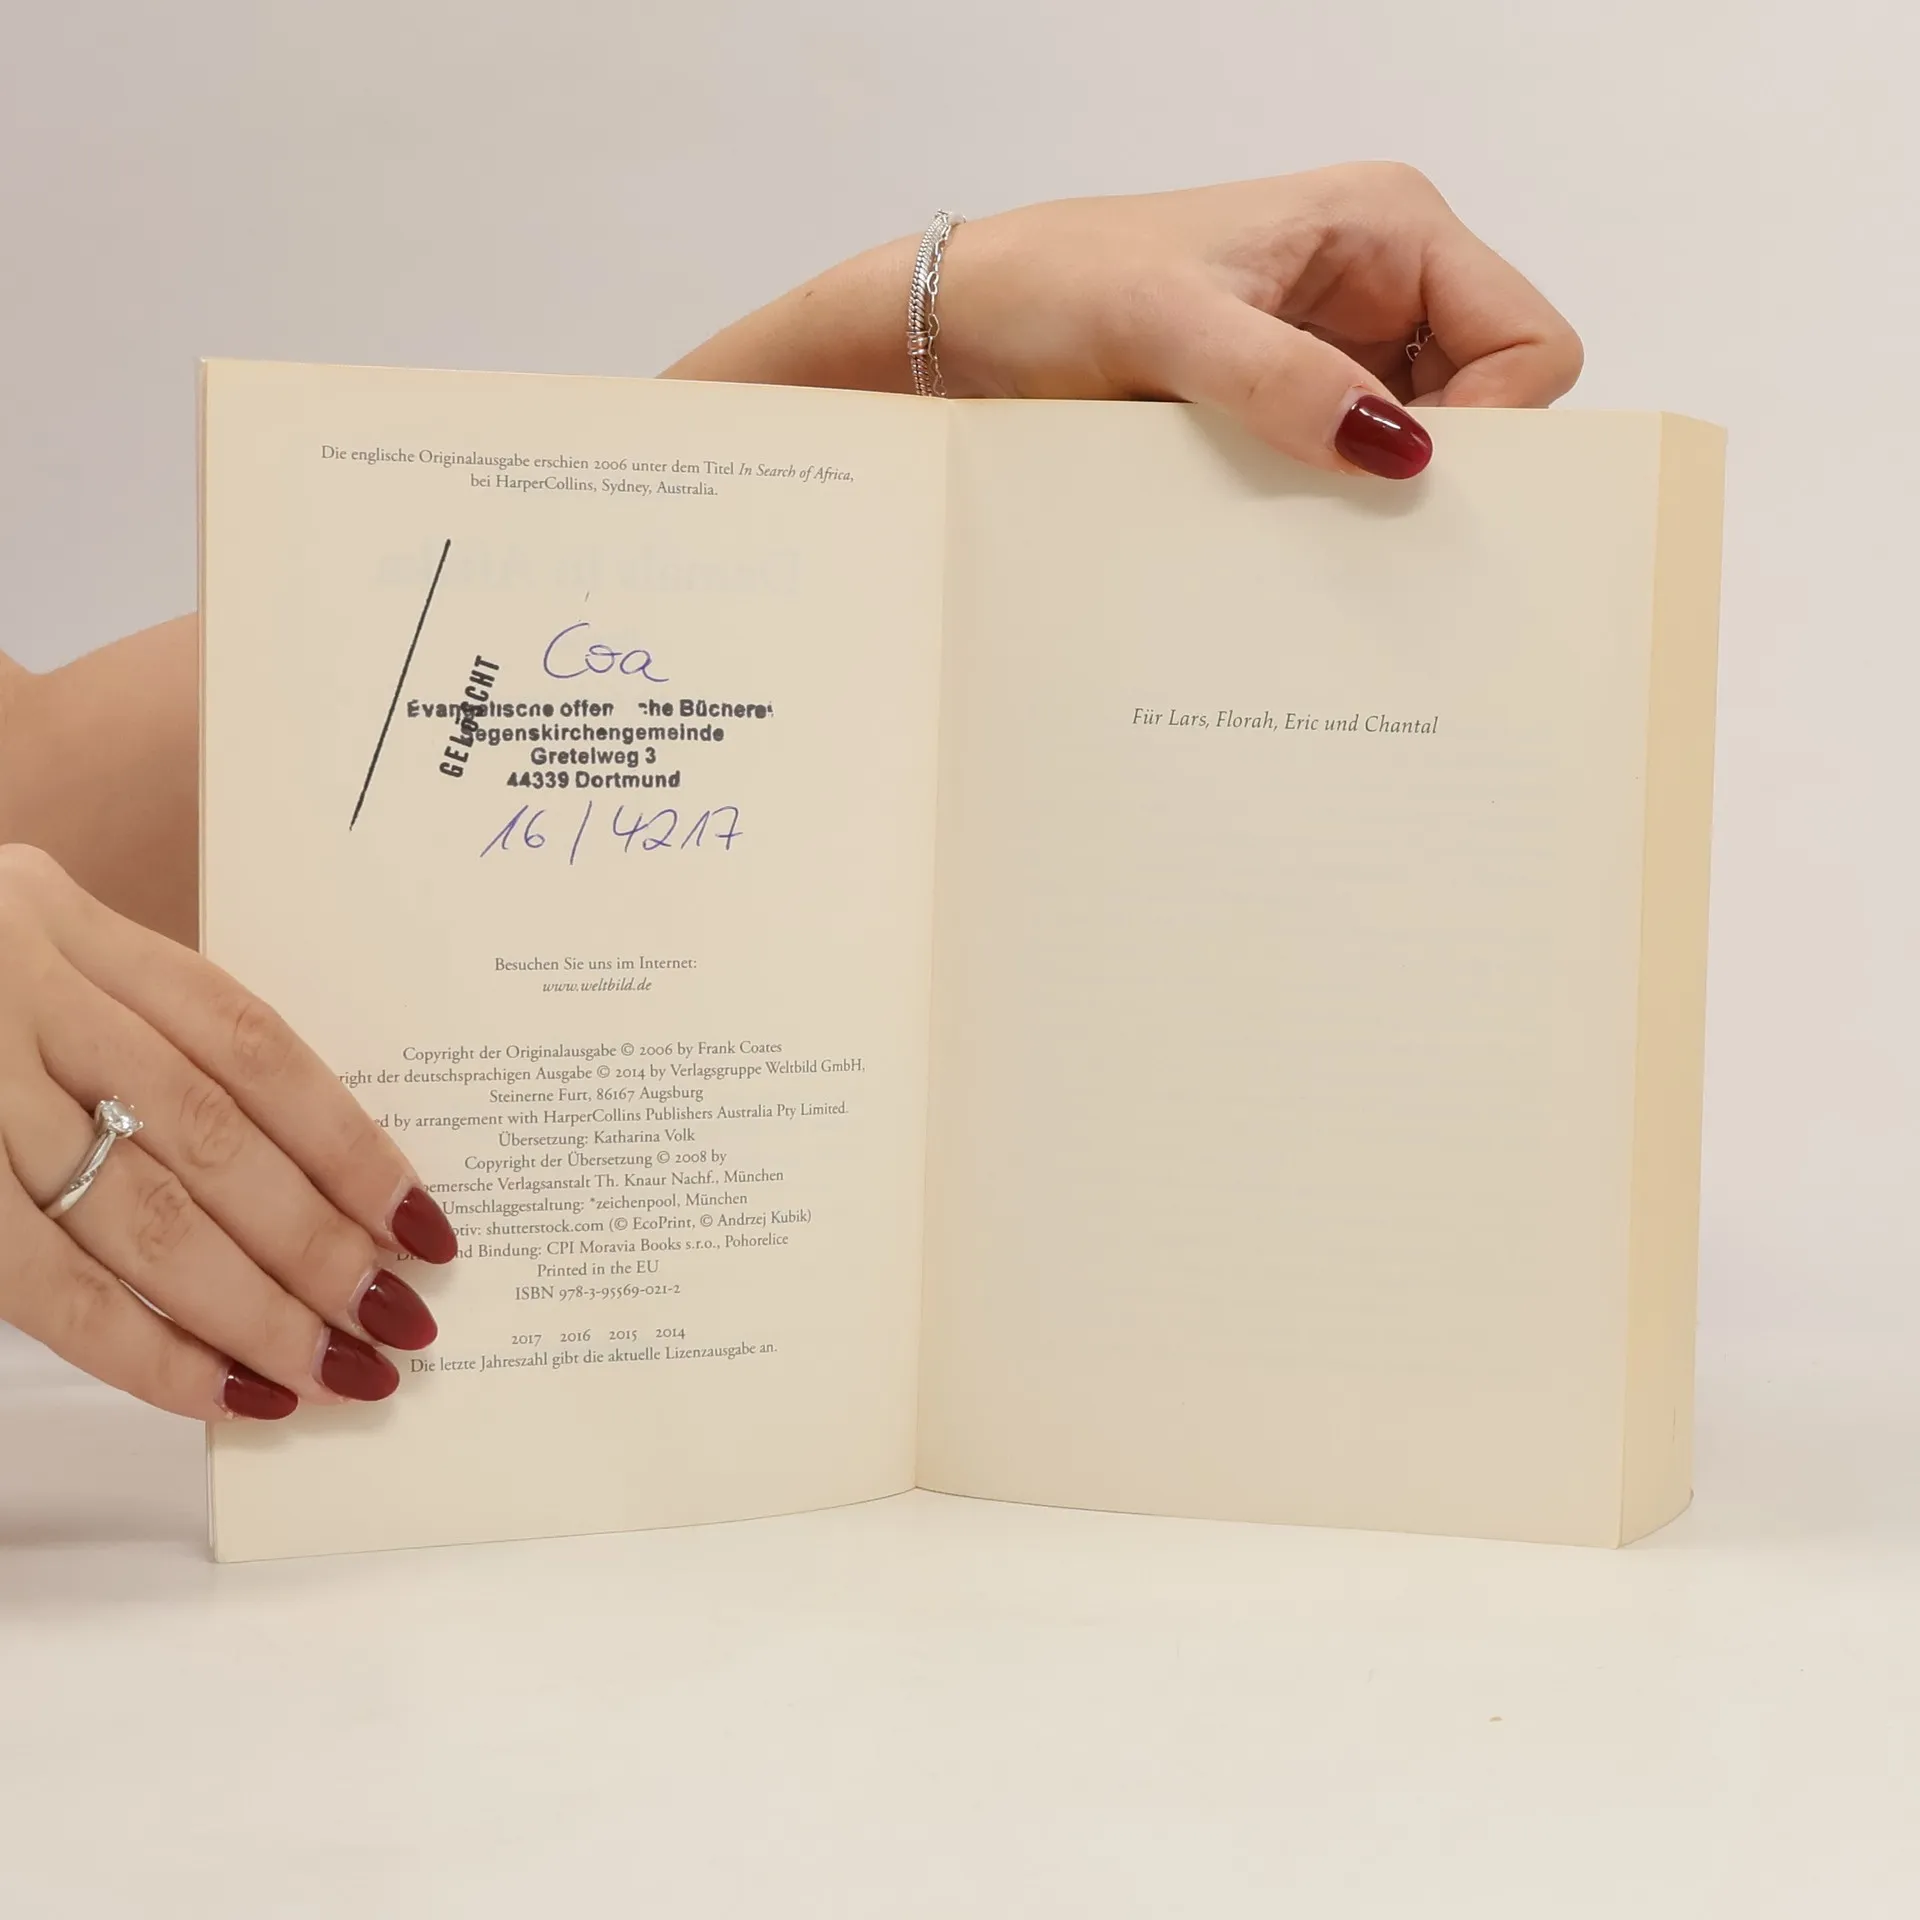 Die englische Originalausgabe erschien 2006 unter dem Titel In Search of Africa,
bei HarperCollins, Sydney, Australia.
Coa
GELÖSCHT
Büchere
egenskirchengemeinde
Gretelweg 3
44339 Dortmund
16 / 4217
Besuchen Sie uns im Internet:
www.weltbild.de
Copyright der Originalausgabe © 2006 by Frank Coates
right der deutschsprachigen Ausgabe © 2014 by Verlagsgruppe Weltbild GmbH,
Steinerne Furt, 86167 Augsburg
ed by arrangement with HarperCollins Publishers Australia Pty Limited.
Übersetzung: Katharina Volk
Copyright der Übersetzung © 2008 by
oemersche Verlagsanstalt Th. Knaur Nachf., München
Umschlaggestaltung: *zeichenpool, München
otiv: shutterstock.com (© EcoPrint, © Andrzej Kubik)
nd Bindung: CPI Moravia Books s.r.o., Pohorelice
Printed in the EU
ISBN 978-3-95569-021-2
2017 2016 2015 2014
Die letzte Jahreszahl gibt die aktuelle Lizenzausgabe an.
Für Lars, Florah, Eric und Chantal